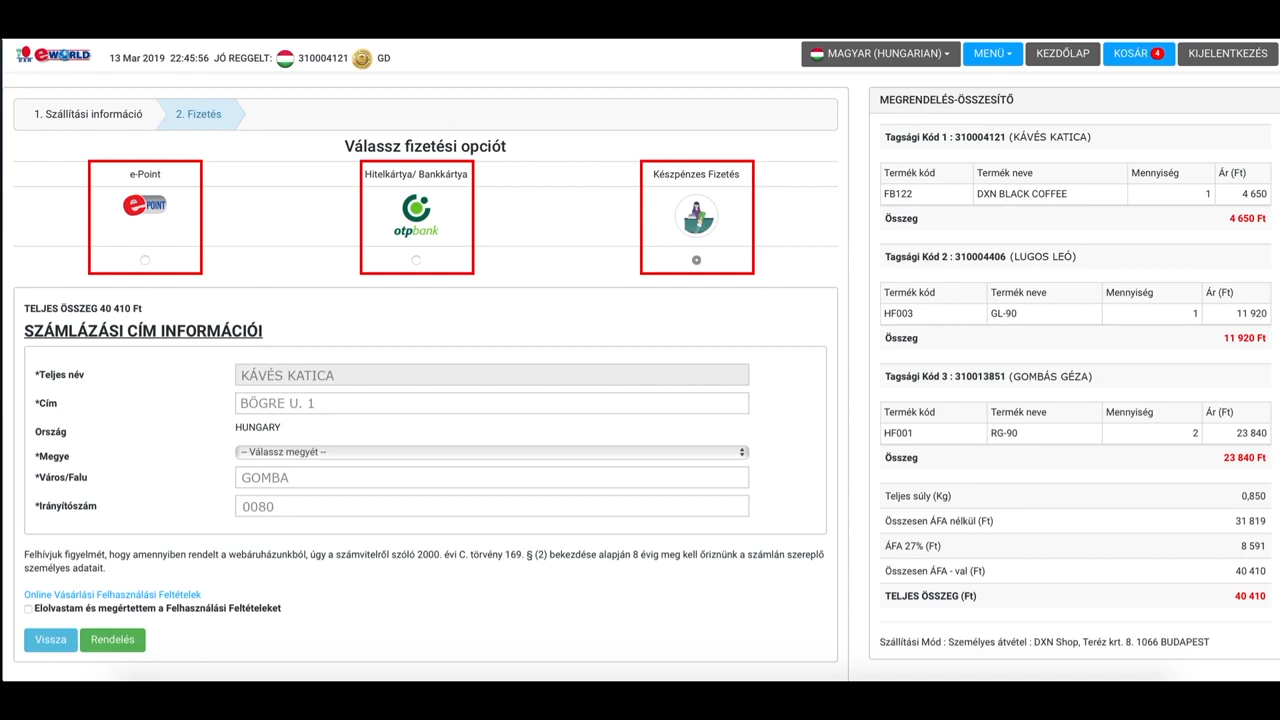 DXN eWORLD 13 Mar 2019 22:45:56 JÓ REGGELT: 310004121 GD
MAGYAR (HUNGARIAN) MENÜ KEZDŐLAP KOSÁR 4 KIJELENTKEZÉS
1. Szállítási információ 2. Fizetés
Válassz fizetési opciót
e-Point Hitelkártya/ Bankkártya Készpénzes Fizetés
e POINT
otpbank
TELJES ÖSSZEG 40 410 Ft
SZÁMLÁZÁSI CÍM INFORMÁCIÓI
*Teljes név KÁVÉS KATICA
*Cím BÖGRE U. 1
Ország HUNGARY
*Megye -- Válassz megyét --
*Város/Falu GOMBA
*Irányítószám 0080
Felhívjuk figyelmét, hogy amennyiben rendelt a webáruházunkból, úgy a számvitelről szóló 2000. évi C. törvény 169. § (2) bekezdése alapján 8 évig meg kell őriznünk a számlán szereplő
személyes adatait.
Online Vásárlási Felhasználási Feltételek
Elolvastam és megértettem a Felhasználási Feltételeket
Vissza Rendelés
MEGRENDELÉS-ÖSSZESÍTŐ
Tagsági Kód 1 : 310004121 (KÁVÉS KATICA)
Termék kód Termék neve Mennyiség Ár (Ft)
FB122 DXN BLACK COFFEE 1 4 650
Összeg 4 650 Ft
Tagsági Kód 2 : 310004406 (LUGOS LEÓ)
Termék kód Termék neve Mennyiség Ár (Ft)
HF003 GL-90 1 11 920
Összeg 11 920 Ft
Tagsági Kód 3 : 310013851 (GOMBÁS GÉZA)
Termék kód Termék neve Mennyiség Ár (Ft)
HF001 RG-90 2 23 840
Összeg 23 840 Ft
Teljes súly (Kg) 0,850
Összesen ÁFA nélkül (Ft) 31 819
ÁFA 27% (Ft) 8 591
Összesen ÁFA - val (Ft) 40 410
TELJES ÖSSZEG (Ft) 40 410
Szállítási Mód : Személyes átvétel : DXN Shop, Teréz krt. 8. 1066 BUDAPEST